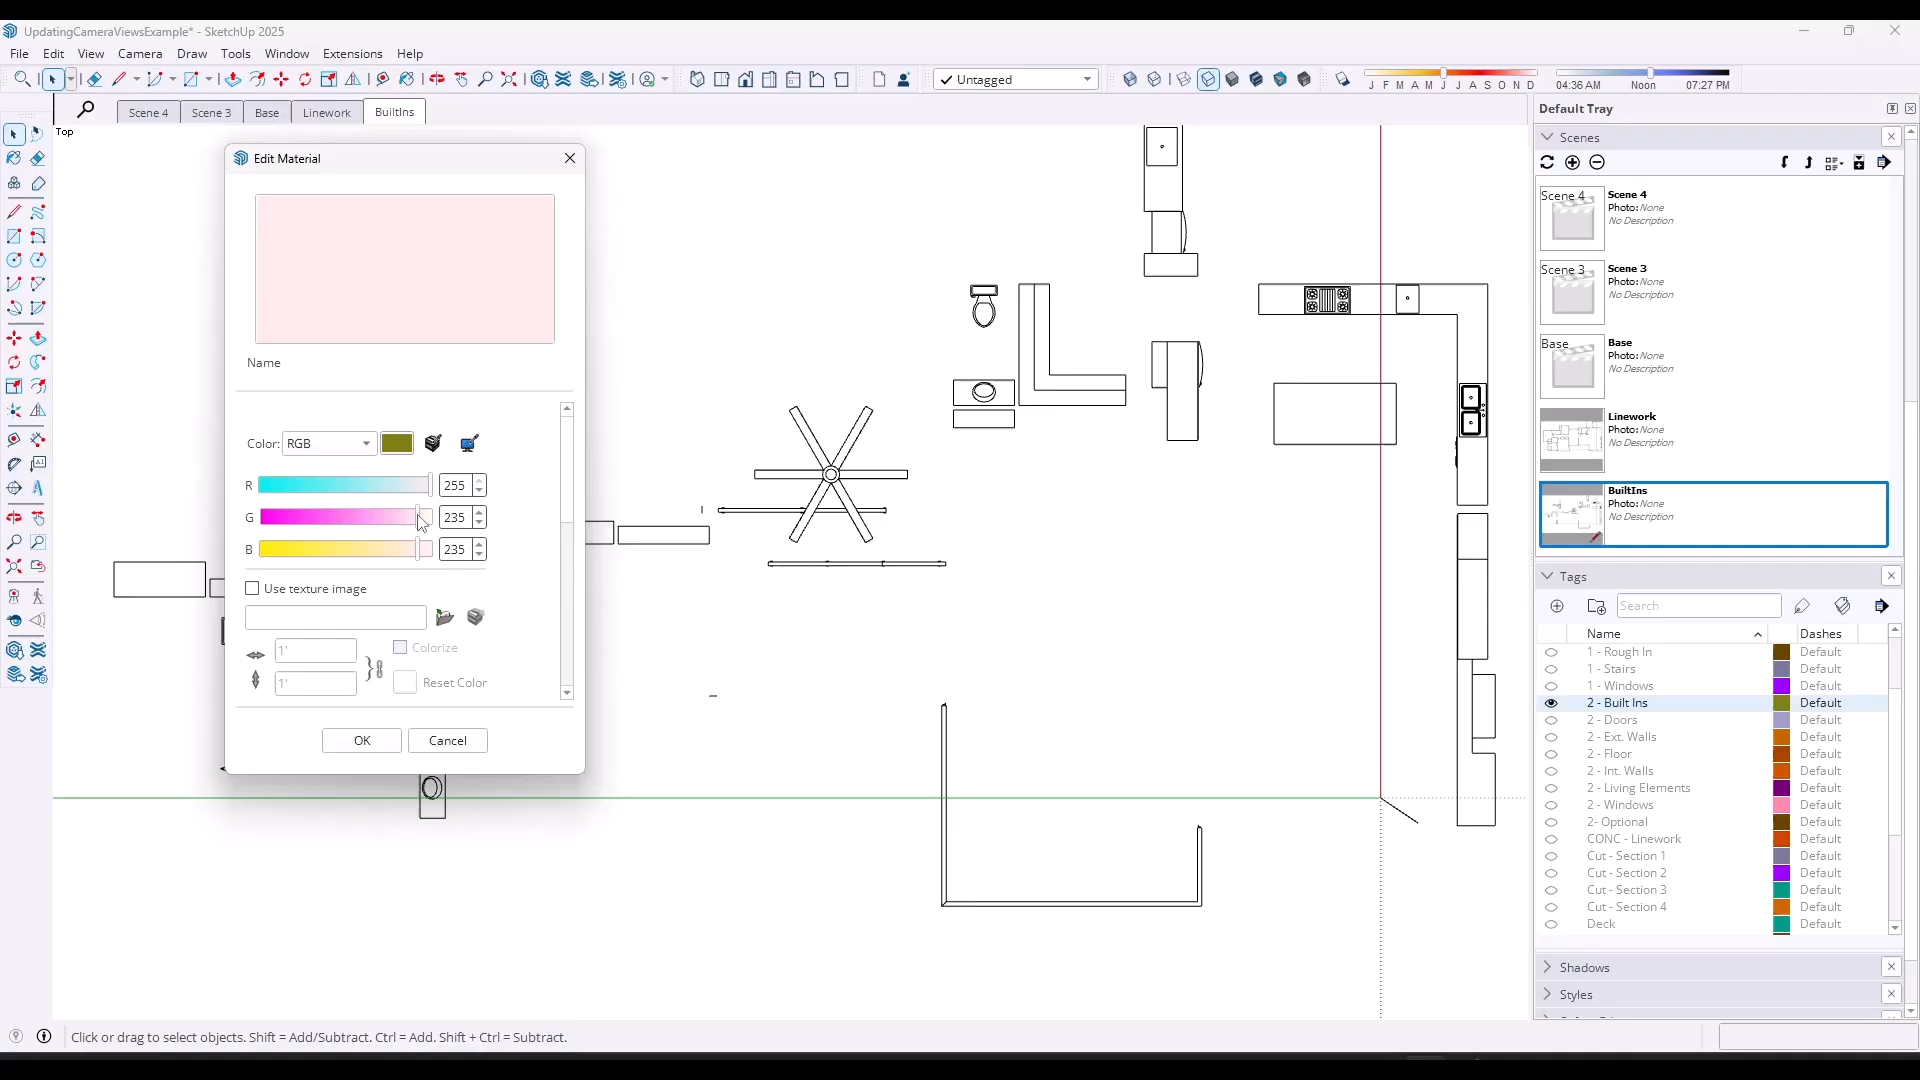 UpdatingCameraViewsExample* - SketchUp 2025
File Edit View Camera Draw Tools Window Extensions Help
Untagged
J F M A M J J A S O N D
04:36 AM Noon 07:27 PM
Scene 4 Scene 3 Base Linework BuiltIns
Top
Edit Material
Name
Color: RGB
R 255
G 235
B 235
Use texture image
1'
Colorize
1'
Reset Color
OK Cancel
Default Tray
Scenes
Scene 4
Scene 4
Photo: None
No Description
Scene 3
Scene 3
Photo: None
No Description
Base
Base
Photo: None
No Description
Linework
Photo: None
No Description
BuiltIns
Photo: None
No Description
Tags
Search
Name Dashes
1 - Rough In Default
1 - Stairs Default
1 - Windows Default
2 - Built Ins Default
2 - Doors Default
2 - Ext. Walls Default
2 - Floor Default
2 - Int. Walls Default
2 - Living Elements Default
2 - Windows Default
2- Optional Default
CONC - Linework Default
Cut - Section 1 Default
Cut - Section 2 Default
Cut - Section 3 Default
Cut - Section 4 Default
Deck Default
Shadows
Styles
Click or drag to select objects. Shift = Add/Subtract. Ctrl = Add. Shift + Ctrl = Subtract.